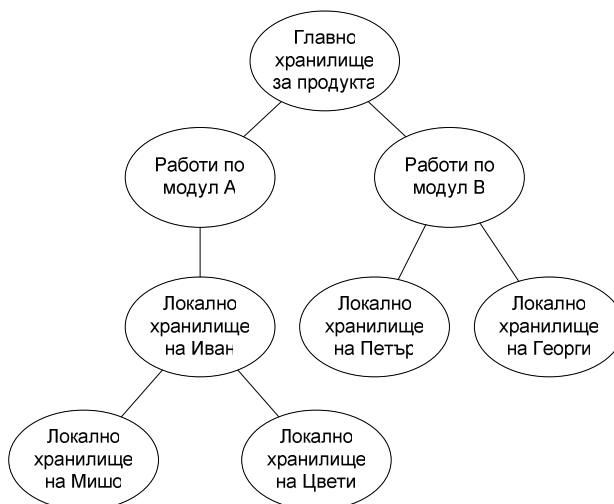 Главно
хранилище
за продукта
Работи по
модул А
Работи по
модул В
Локално
хранилище
на Иван
Локално
хранилище
на Петър
Локално
хранилище
на Георги
Локално
хранилище
на Мишо
Локално
хранилище
на Цвети